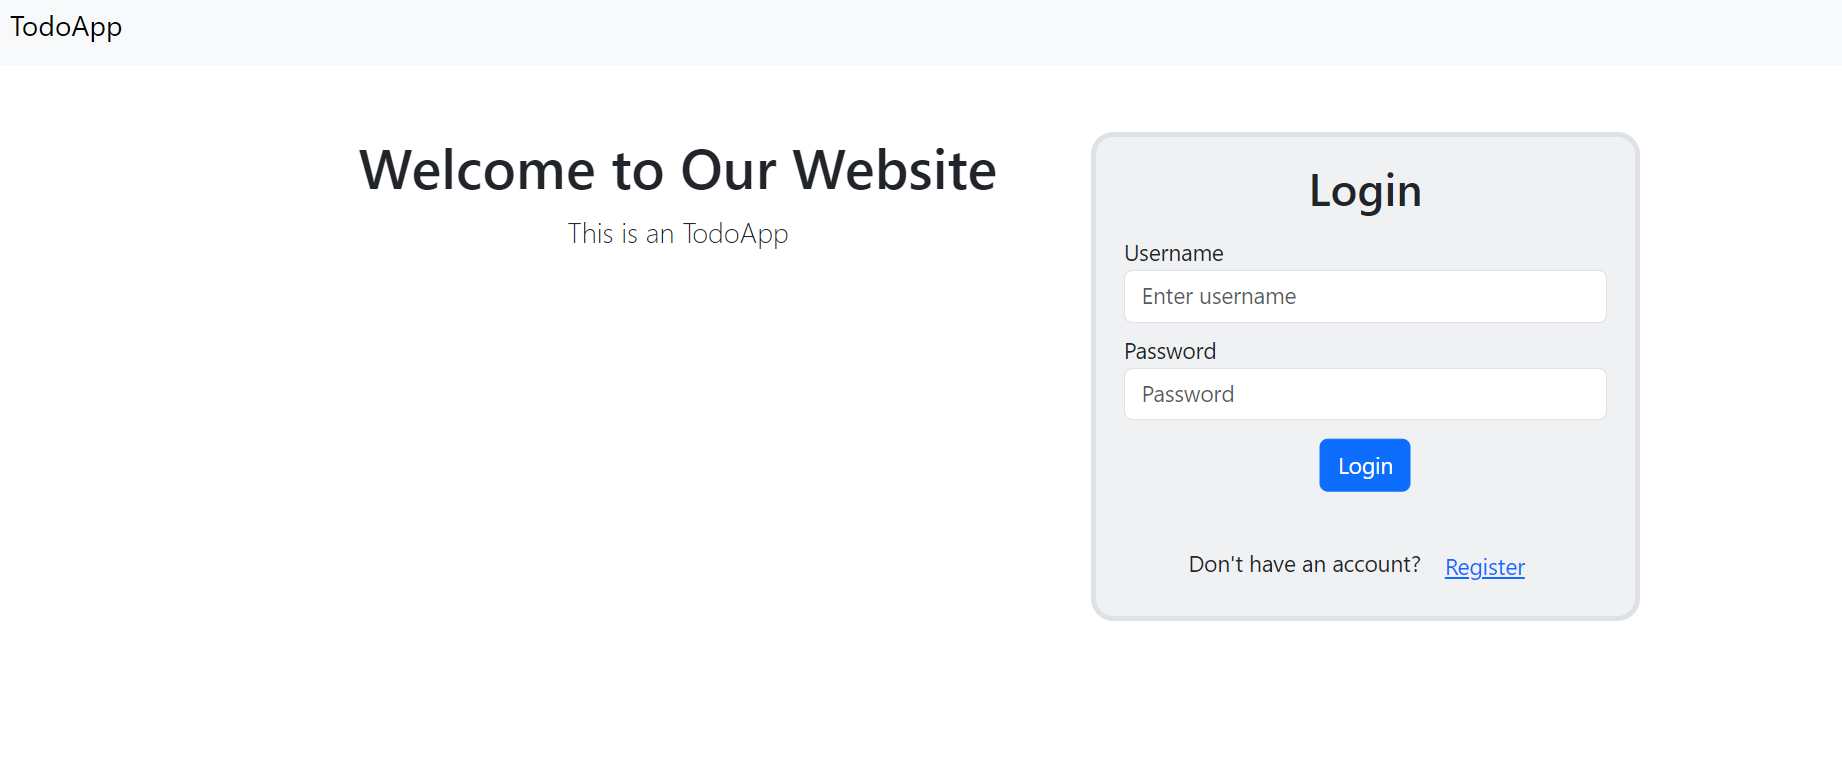 TodoApp
Welcome to Our Website
This is an TodoApp
Login
Username
Enter username
Password
Password
Login
Don't have an account? Register